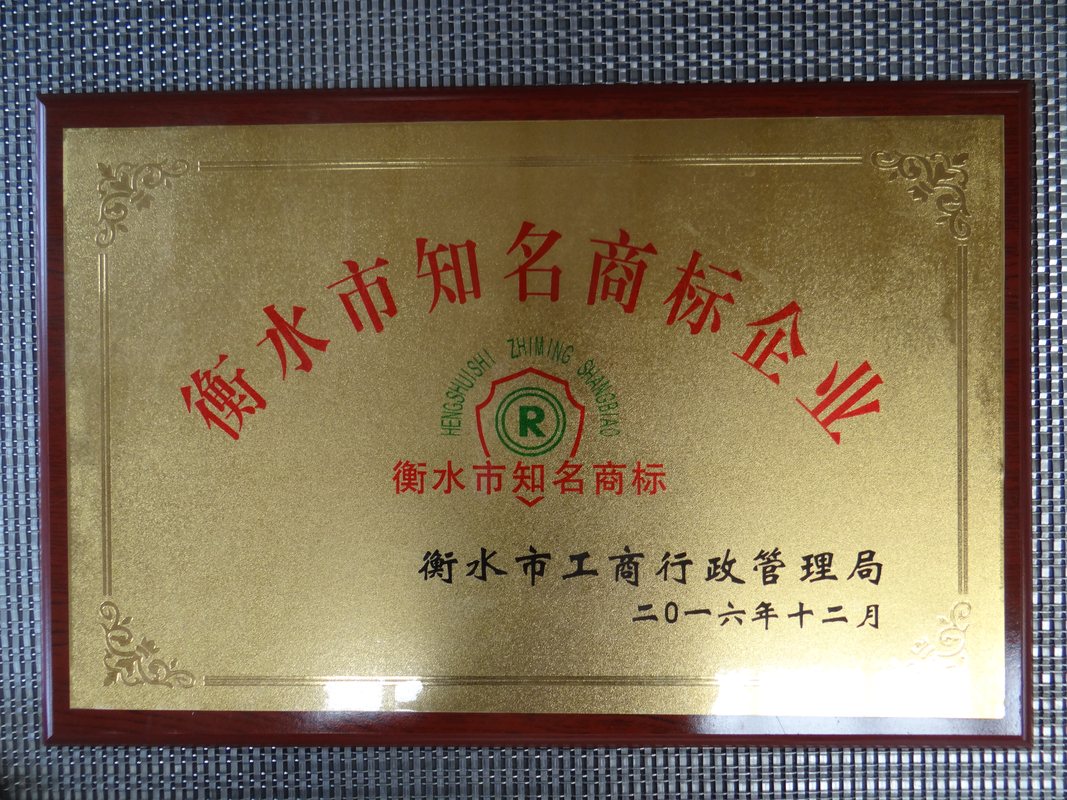 衡水市知名商标企业
HENGSHUISHI ZHIMING SHANGBIAO
R
衡水市知名商标
衡水市工商行政管理局
二0一六年十二月